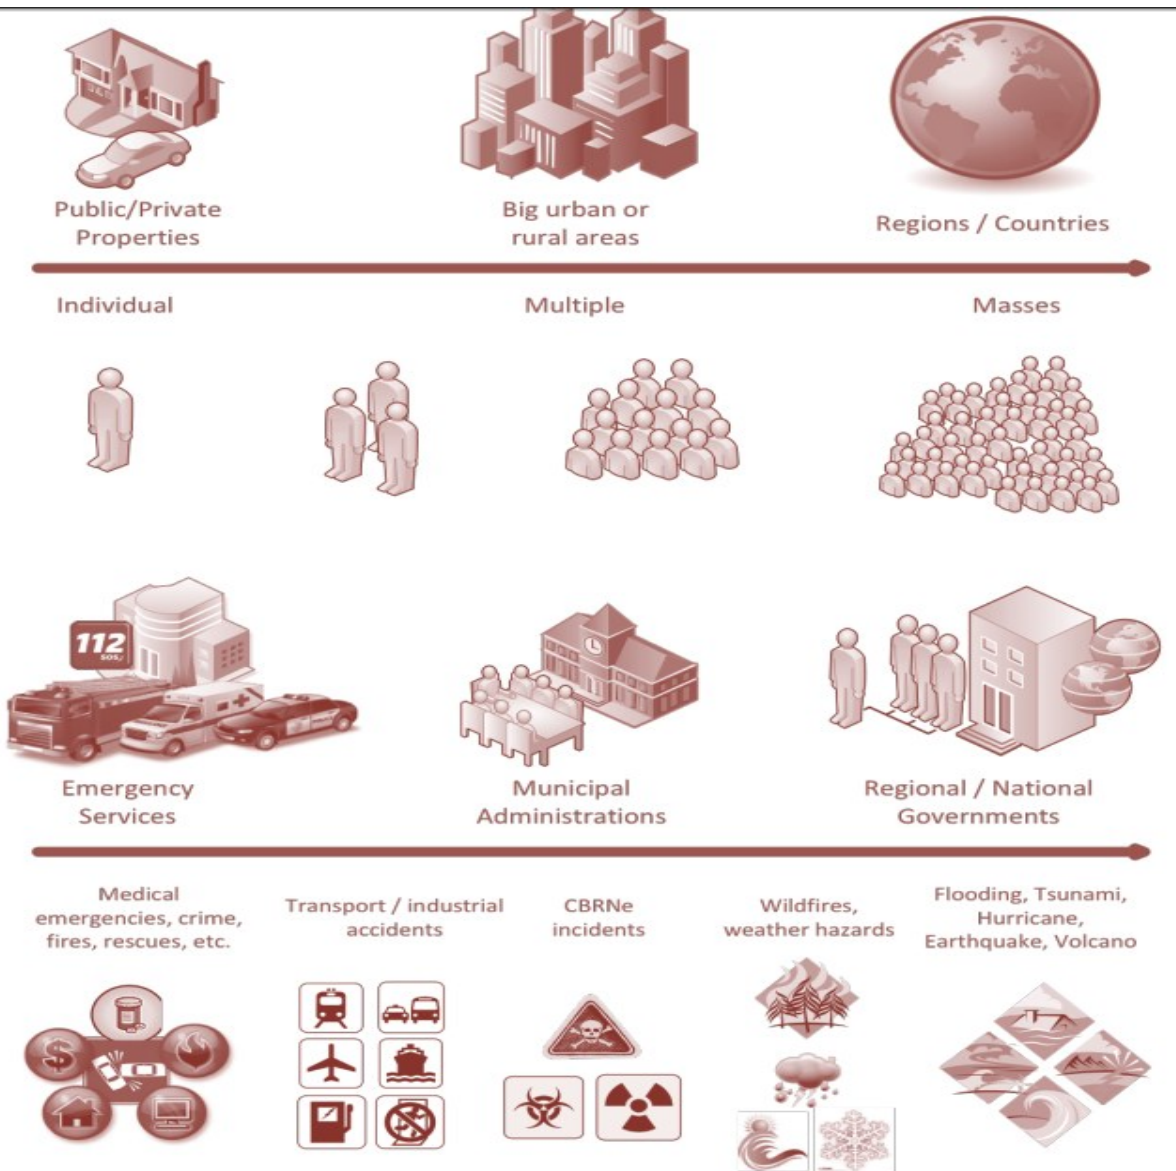 Public/Private
Properties
Big urban or
rural areas
Regions / Countries
Individual
Multiple
Masses
112
SOS
Emergency
Services
Municipal
Administrations
Regional / National
Governments
Medical
emergencies, crime,
fires, rescues, etc.
Transport / industrial
accidents
CBRNe
incidents
Wildfires,
weather hazards
Flooding, Tsunami,
Hurricane,
Earthquake, Volcano
$